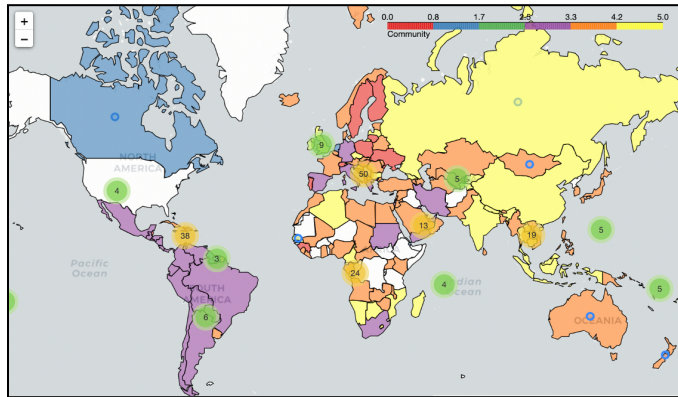 +
−
0.0 0.8 1.7 2.5 3.3 4.2 5.0
Community
9
NORTH
AMERICA
4
50
5
38
13
19
5
3
24
Pacific
Ocean
4
Indian
Ocean
5
SOUTH
AMERICA
6
OCEANIA